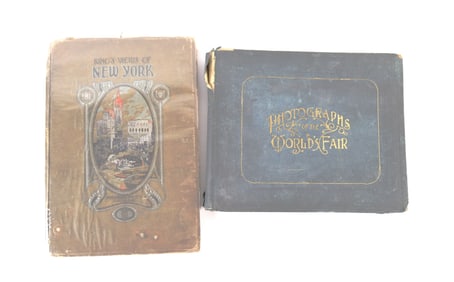 KING'S VIEWS OF
NEW YORK
PHOTOGRAPHS
OF THE
WORLD'S FAIR